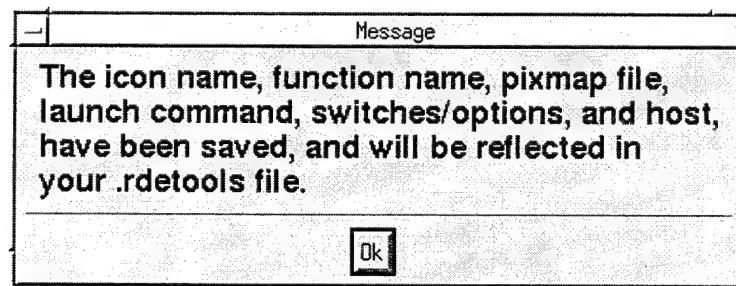 Message
The icon name, function name, pixmap file,
launch command, switches/options, and host,
have been saved, and will be reflected in
your .rdetools file.
Ok